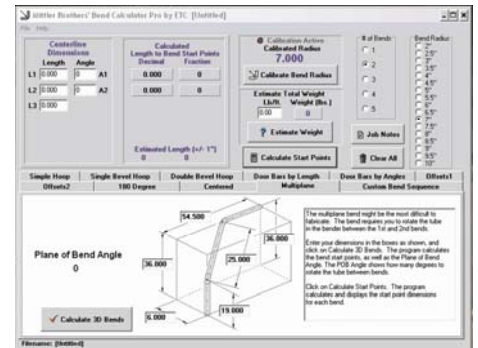 Mittler Brothers' Bend Calculator Pro by ETC [Untitled]
File Help
Centerline
Dimensions
Length Angle
L1 0.000 0 A1
L2 0.000 0 A2
L3 0.000
Calculated
Length to Bend Start Points
Decimal Fraction
0.000 0
0.000 0
Estimated Length (+/- 1")
0 0
Calibration Active
Calibrated Radius
7.000
Calibrate Bend Radius
Estimate Total Weight
Lb/ft. Weight (lbs.)
0.00 0
? Estimate Weight
Calculate Start Points
# of Bends
1
2
3
4
5
Job Notes
Clear All
Bend Radius
2"
2.5"
3"
3.5"
4"
4.5"
5"
5.5"
6"
6.5"
7"
7.5"
8"
8.5"
9"
9.5"
10"
Simple Hoop Single Bevel Hoop Double Bevel Hoop Door Bars by Length Door Bars by Angles Offsets1
Offsets2 180 Degree Centered Multiplane Custom Bend Sequence
Plane of Bend Angle
0
Calculate 3D Bends
54.500
36.000
36.000
25.000
19.000
6.000
The multiplane bend might be the most difficult to
fabricate. The bend requires you to rotate the tube
in the bender between the 1st and 2nd bends.
Enter your dimensions in the boxes as shown, and
click on Calculate 3D Bends. The program calculates
the bend start points, as well as the Plane of Bend
Angle. The POB Angle shows how many degrees to
rotate the tube between bends.
Click on Calculate Start Points. The program
calculates and displays the start point dimensions
for each bend.
Filename: [Untitled]